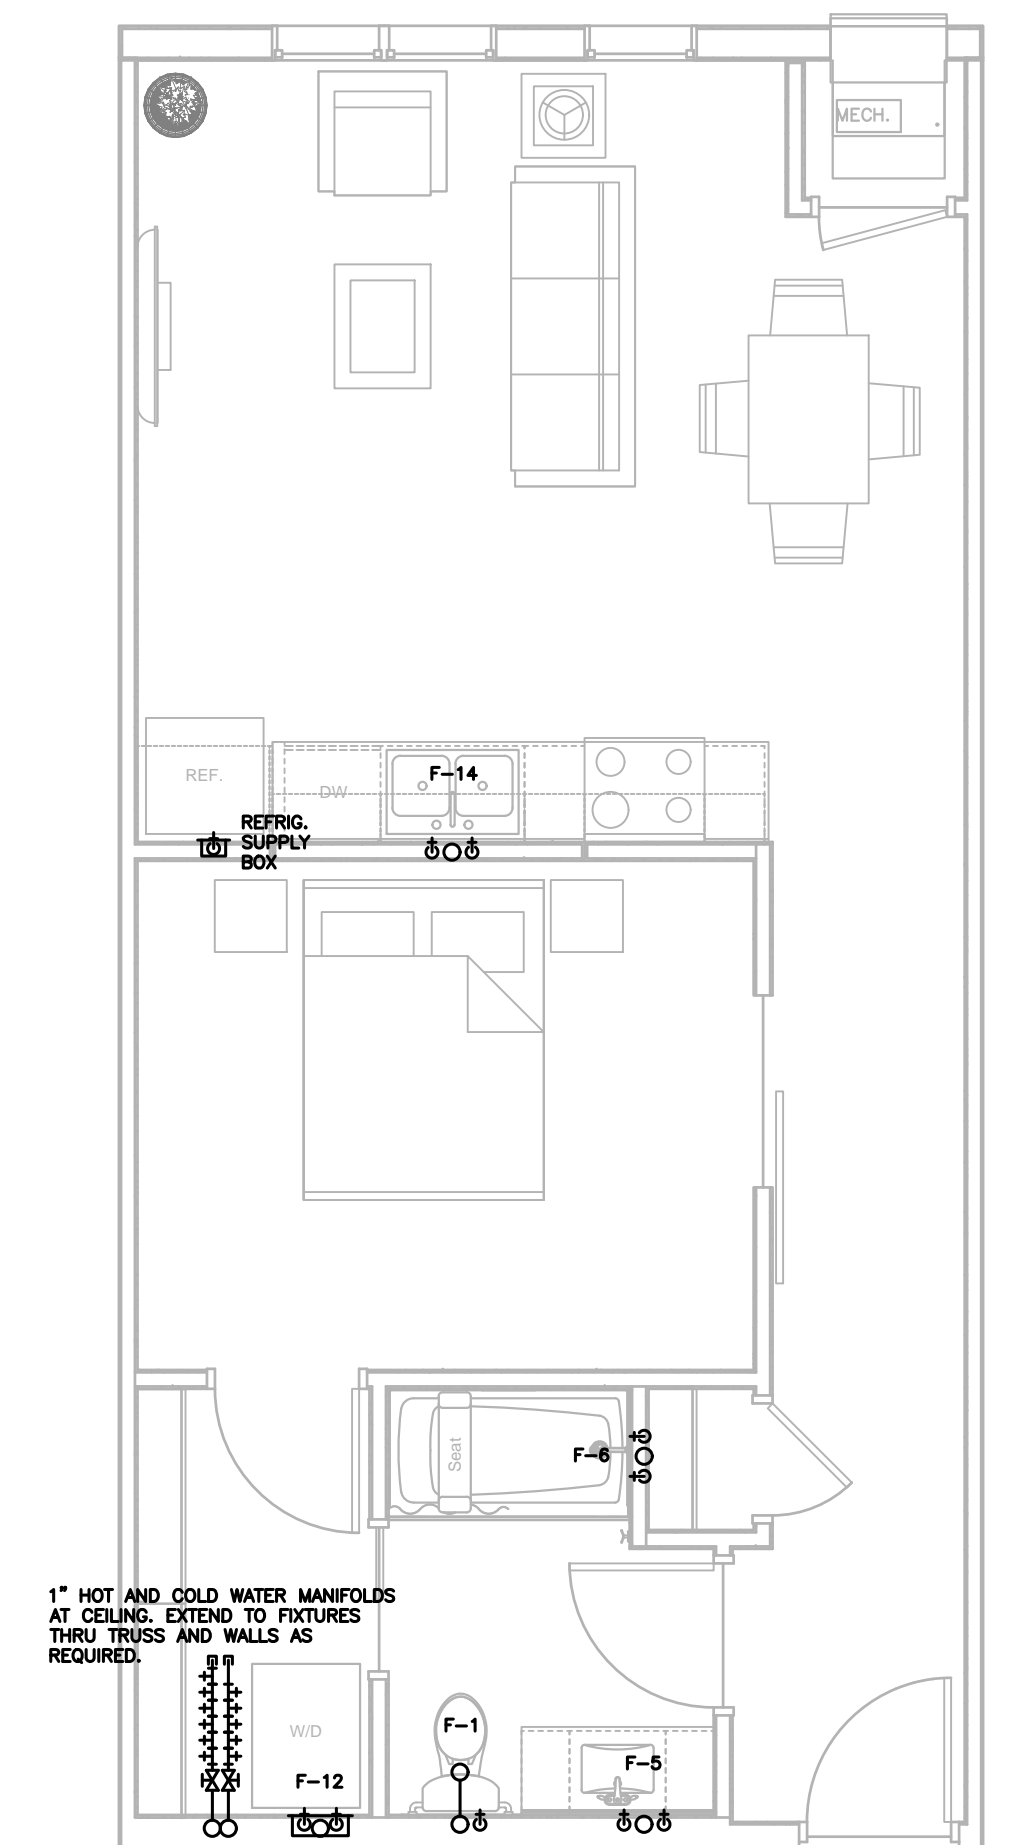 MECH.
F-14
REF.
DW
REFRIG.
SUPPLY
BOX
Seat
F-6
1" HOT AND COLD WATER MANIFOLDS
AT CEILING. EXTEND TO FIXTURES
THRU TRUSS AND WALLS AS
REQUIRED.
W/D
F-1
F-5
F-12